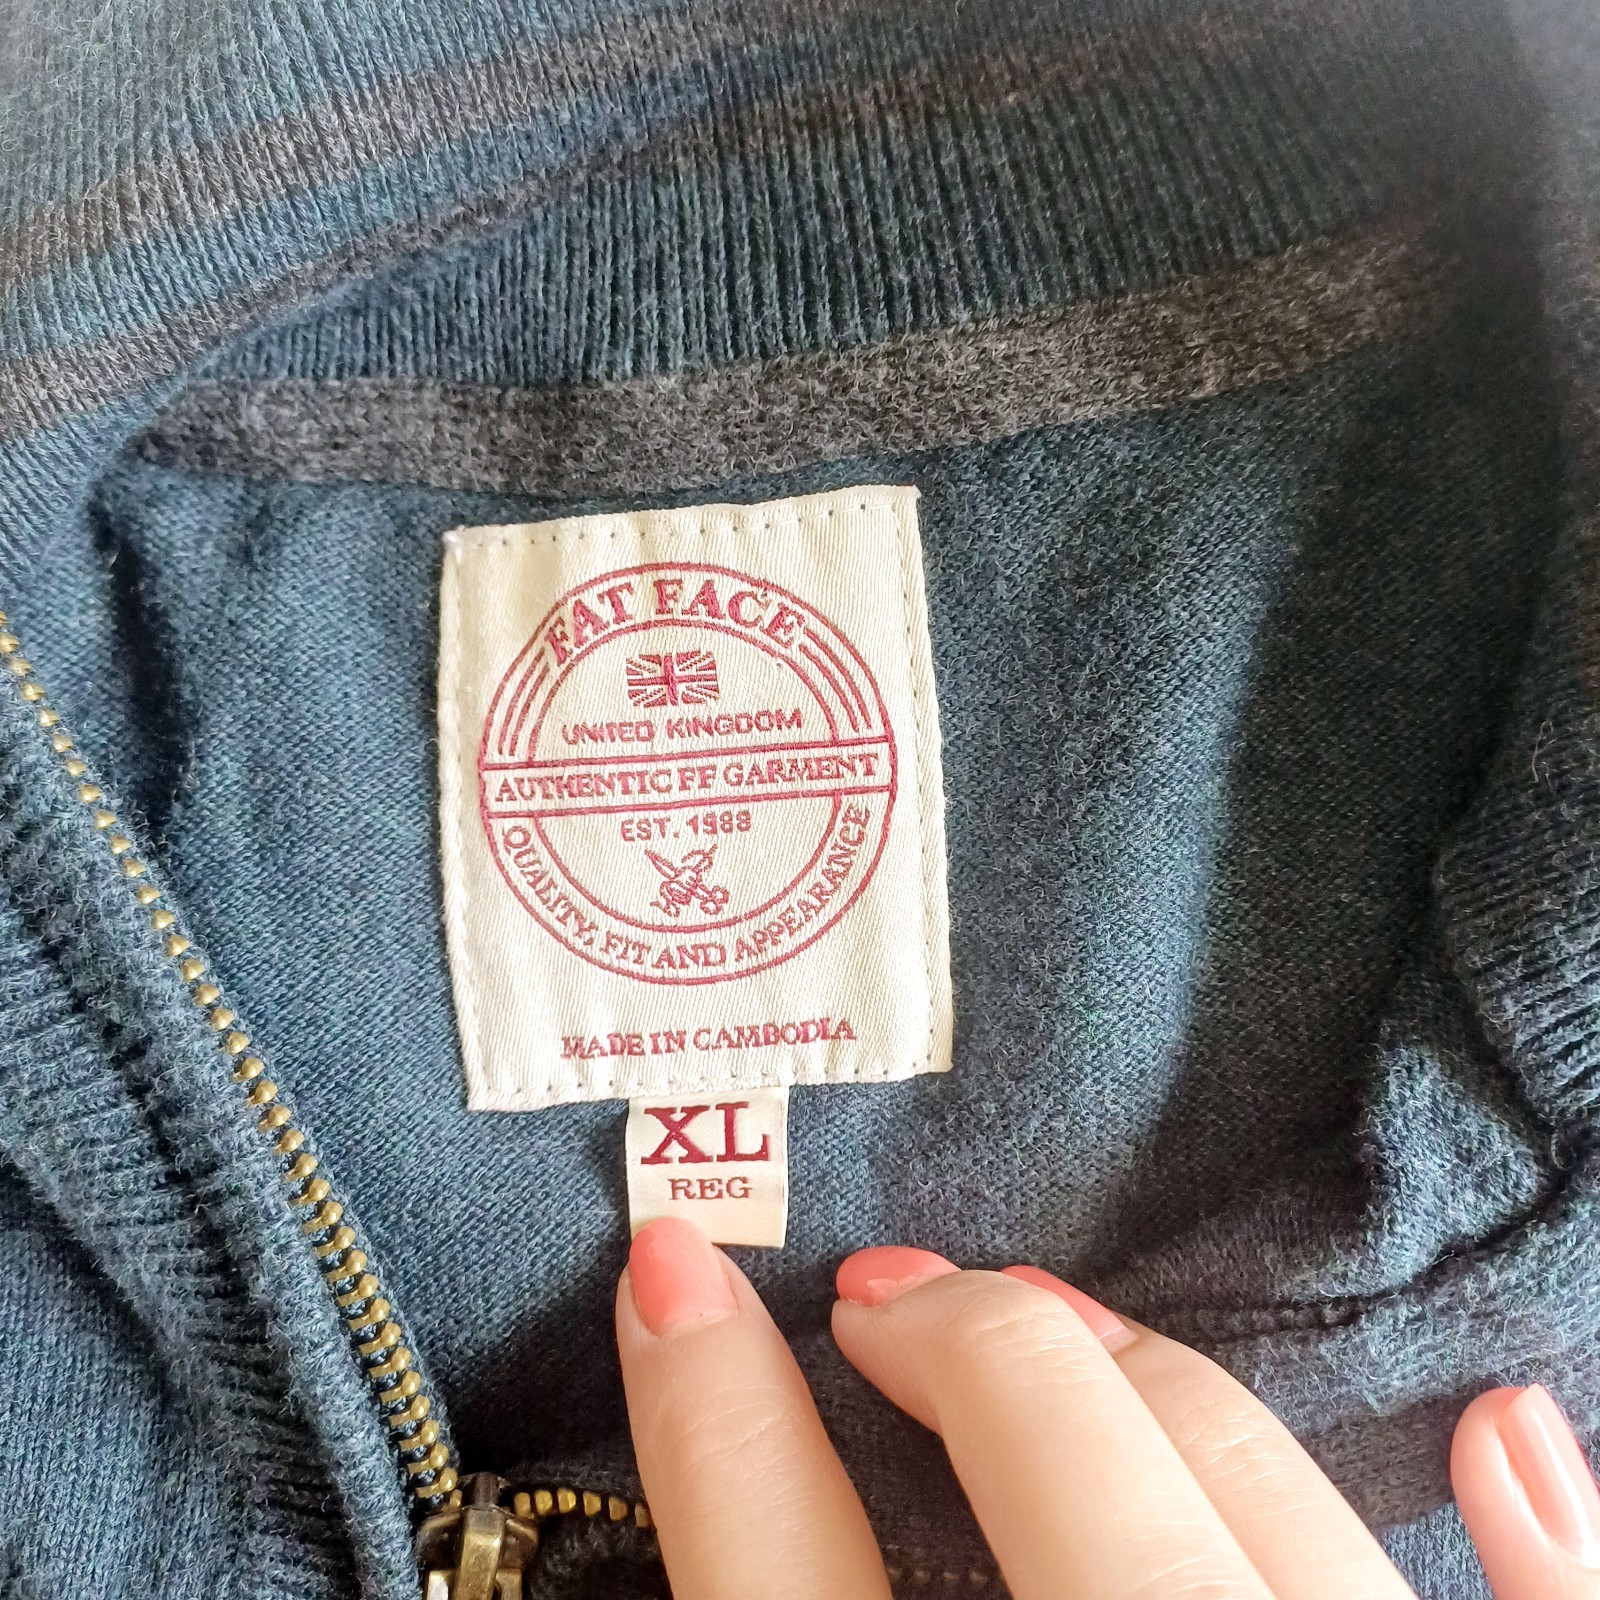 FAT FACE
UNITED KINGDOM
AUTHENTIC FF GARMENT
EST. 1988
QUALITY, FIT AND APPEARANCE
MADE IN CAMBODIA
XL
REG